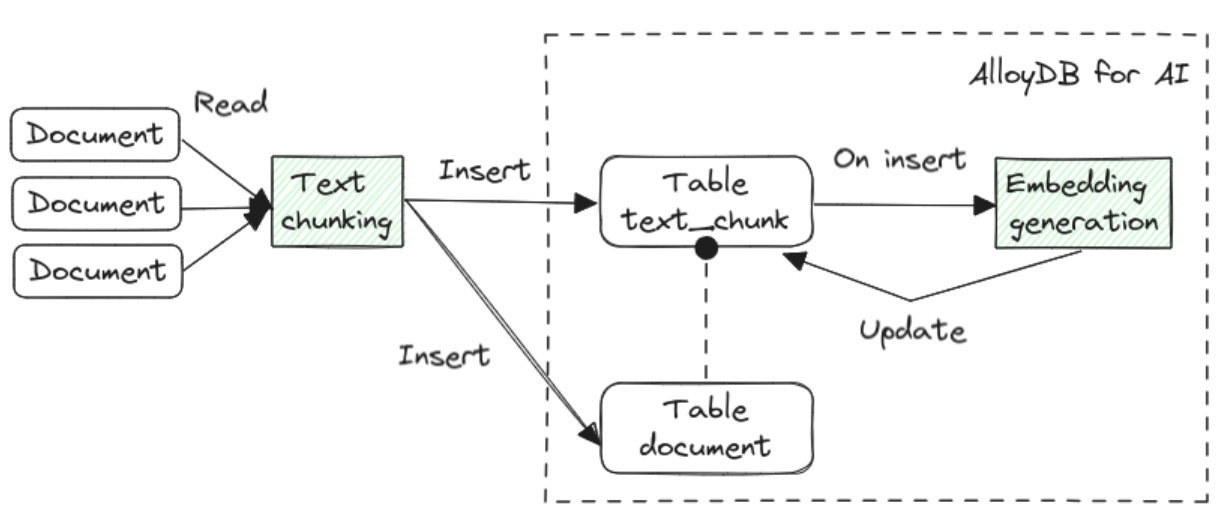 AlloyDB for AI
Read
Document
Document
Document
Text
chunking
Insert
Insert
Table
text_chunk
On insert
Embedding
generation
Update
Table
document